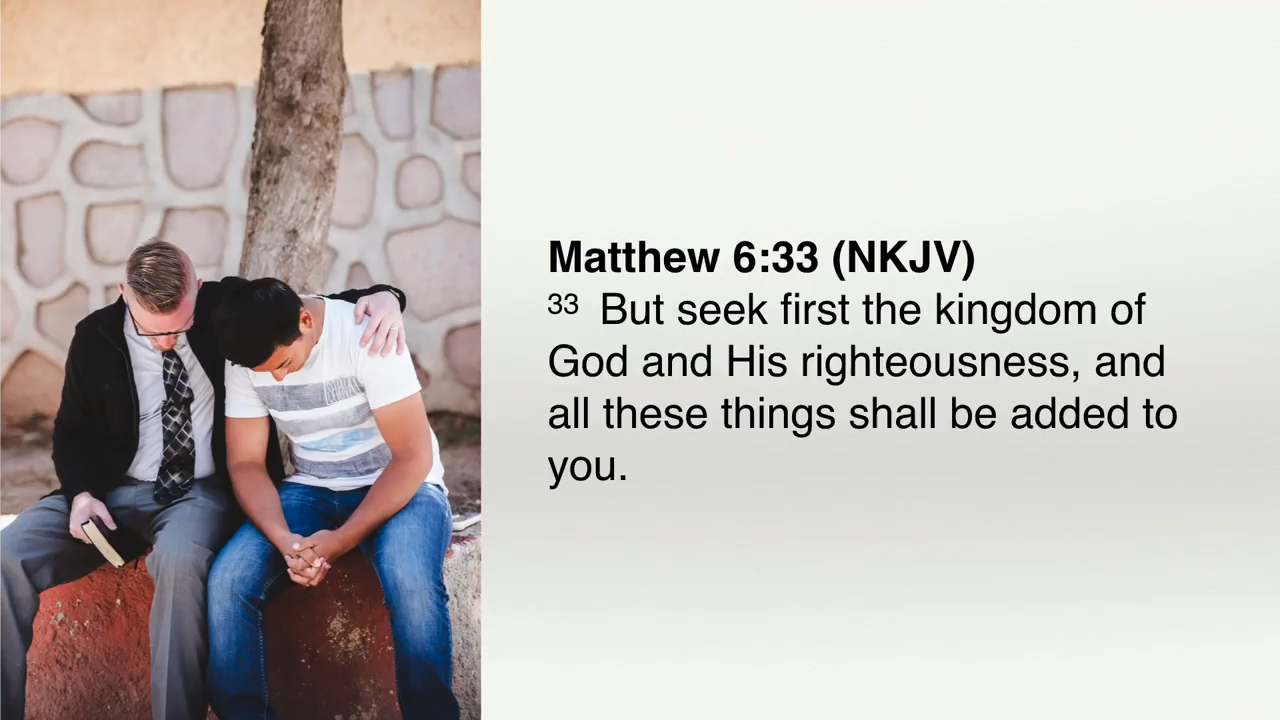 Matthew 6:33 (NKJV)
33 But seek first the kingdom of
God and His righteousness, and
all these things shall be added to
you.